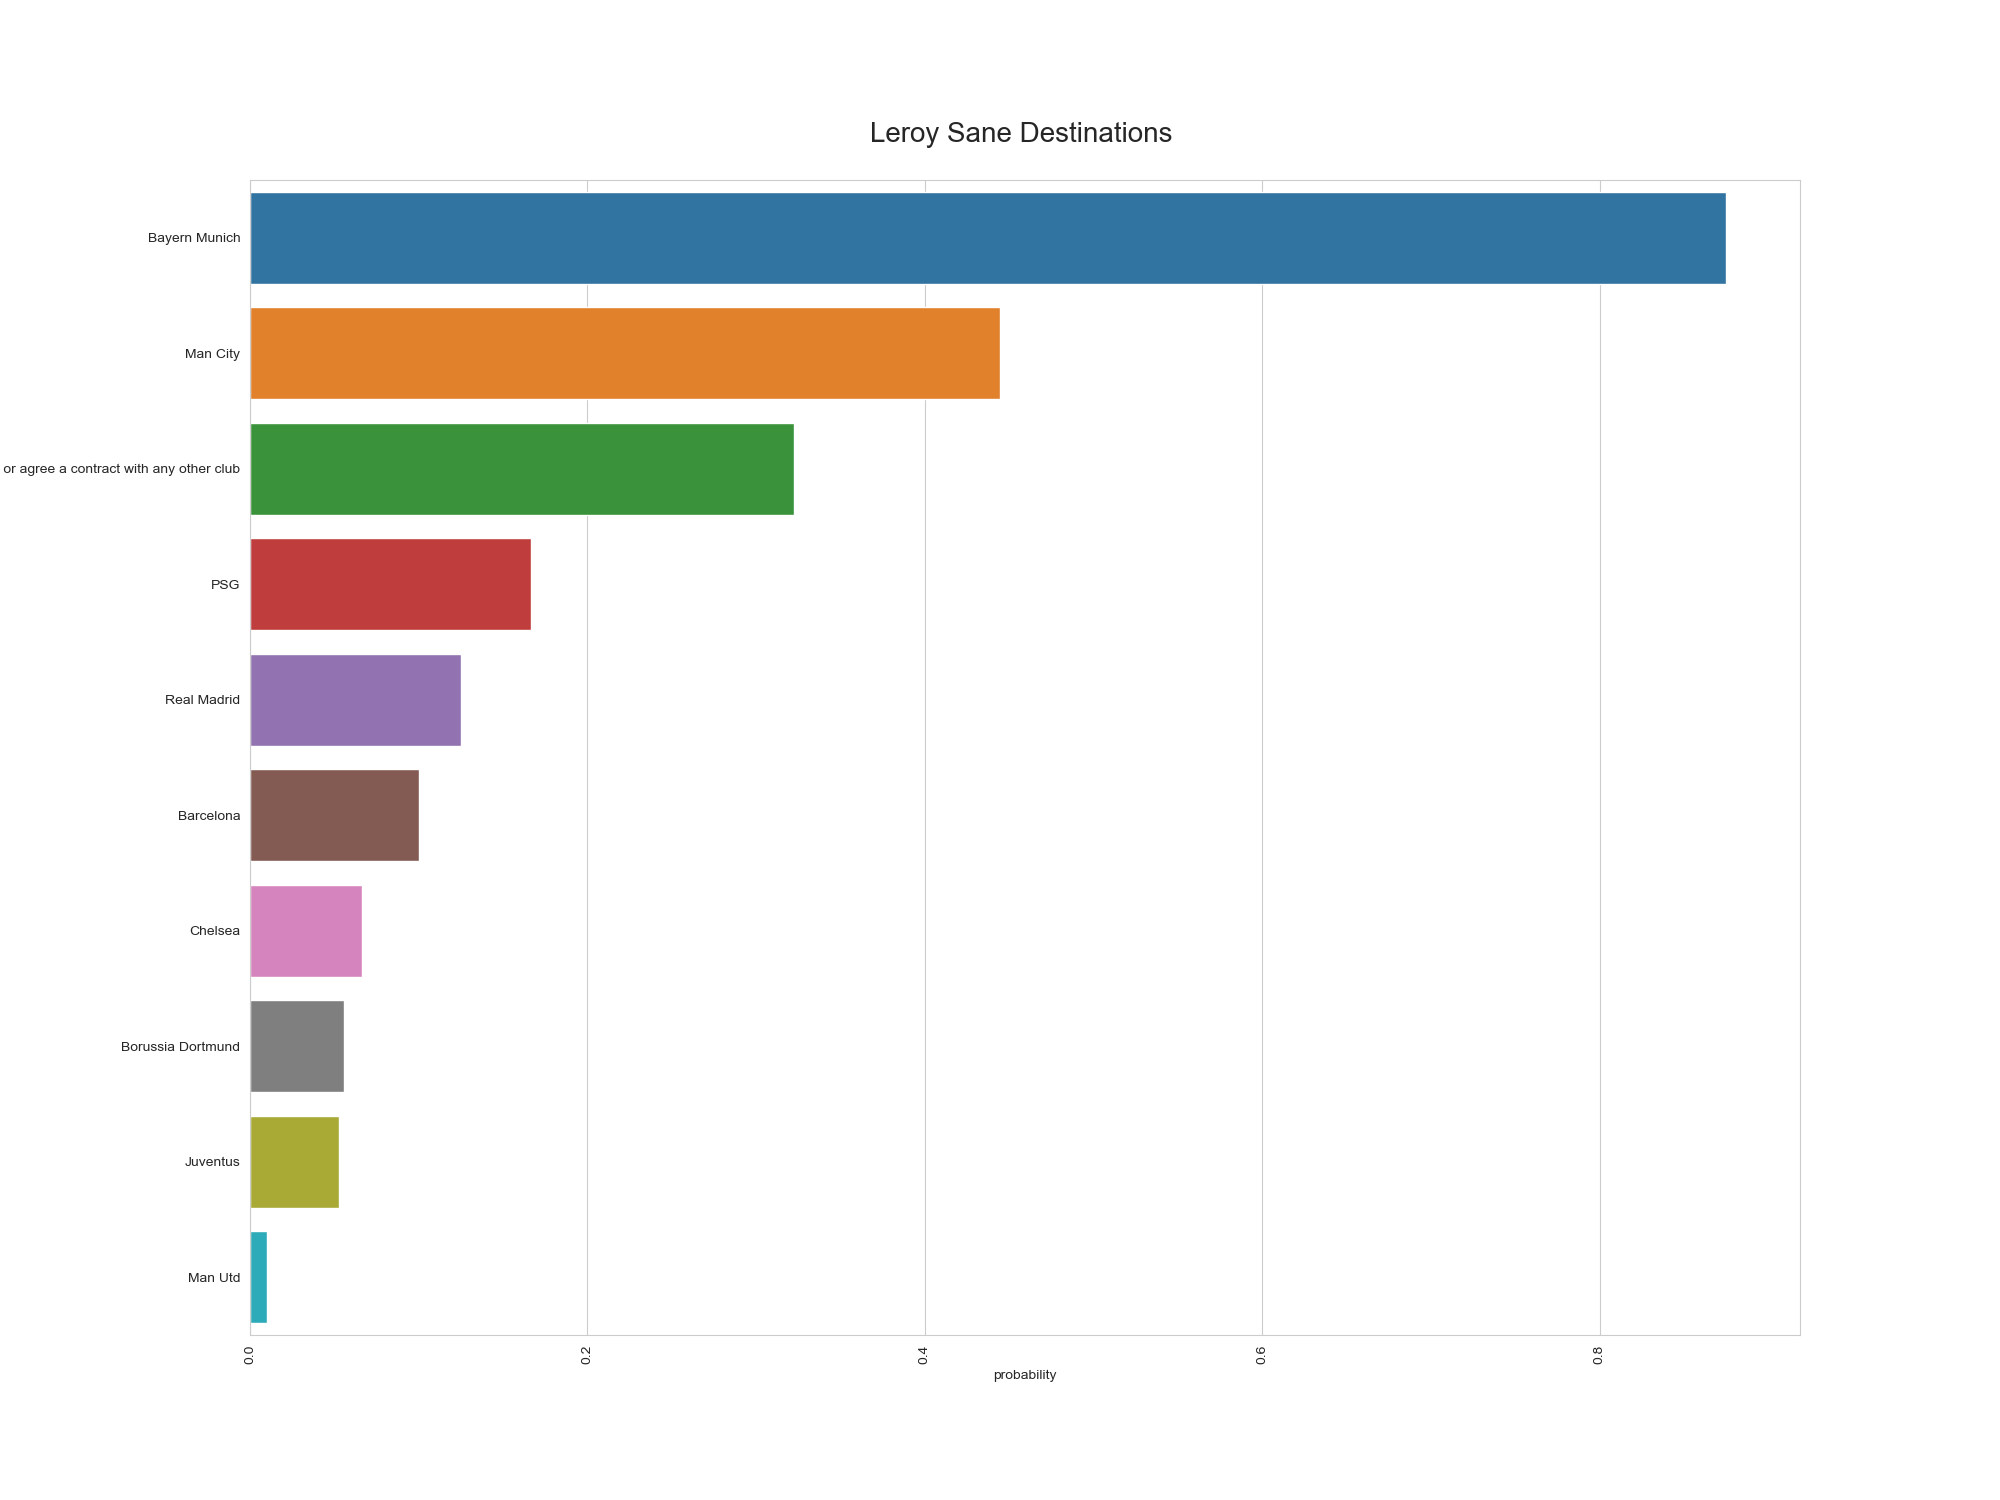 Leroy Sane Destinations
Bayern Munich
Man City
or agree a contract with any other club
PSG
Real Madrid
Barcelona
Chelsea
Borussia Dortmund
Juventus
Man Utd
0.0
0.2
0.4
0.6
0.8
probability